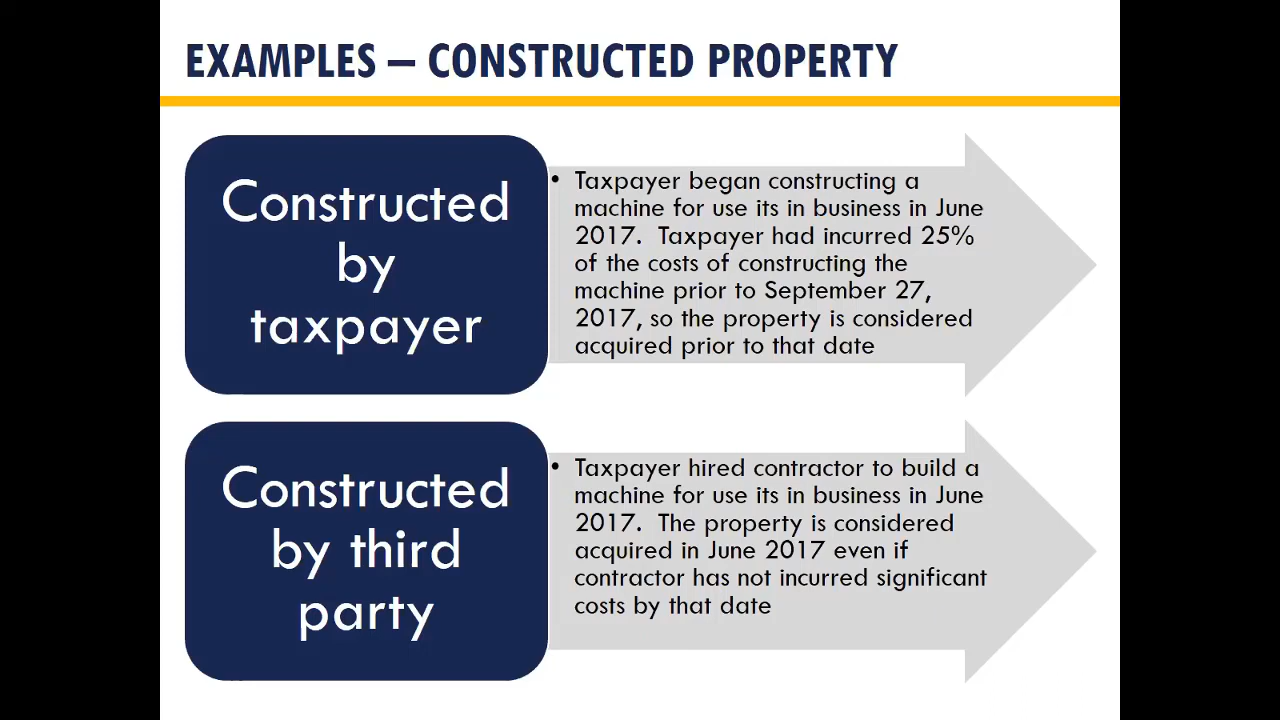 EXAMPLES – CONSTRUCTED PROPERTY
Constructed
by
taxpayer
• Taxpayer began constructing a
machine for use its in business in June
2017.  Taxpayer had incurred 25%
of the costs of constructing the
machine prior to September 27,
2017, so the property is considered
acquired prior to that date
Constructed
by third
party
• Taxpayer hired contractor to build a
machine for use its in business in June
2017.  The property is considered
acquired in June 2017 even if
contractor has not incurred significant
costs by that date